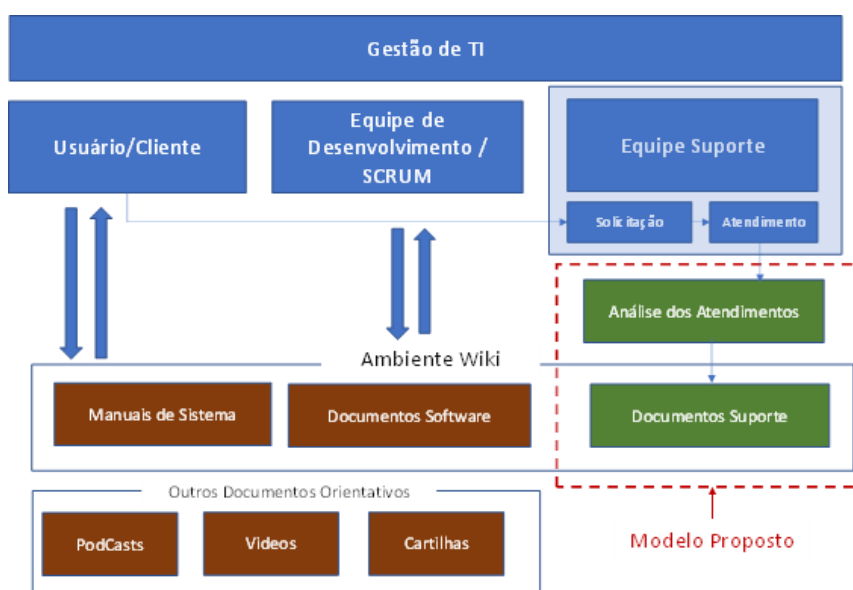 Gestão de TI
Usuário/Cliente
Equipe de
Desenvolvimento /
SCRUM
Equipe Suporte
Solicitação
Atendimento
Análise dos Atendimentos
Ambiente Wiki
Manuais de Sistema
Documentos Software
Documentos Suporte
Outros Documentos Orientativos
PodCasts
Videos
Cartilhas
Modelo Proposto